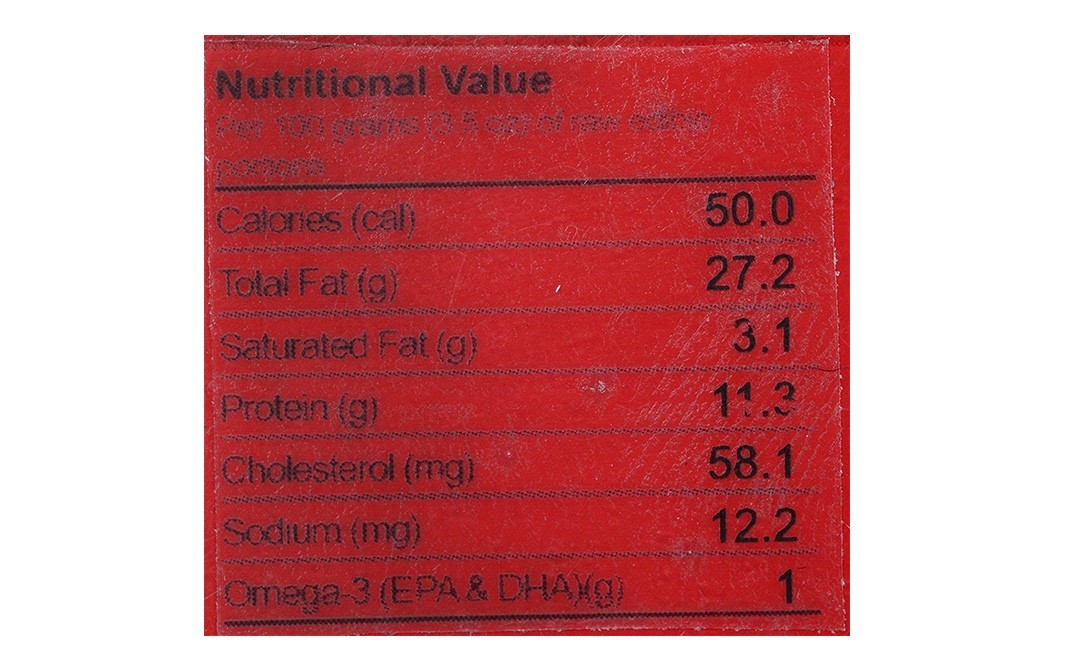 Nutritional Value
Per 100 grams (3.5 oz) of raw edible
portions
Calories (cal) 50.0
Total Fat (g) 27.2
Saturated Fat (g) 3.1
Protein (g) 11.3
Cholesterol (mg) 58.1
Sodium (mg) 12.2
Omega-3 (EPA & DHA)(g) 1